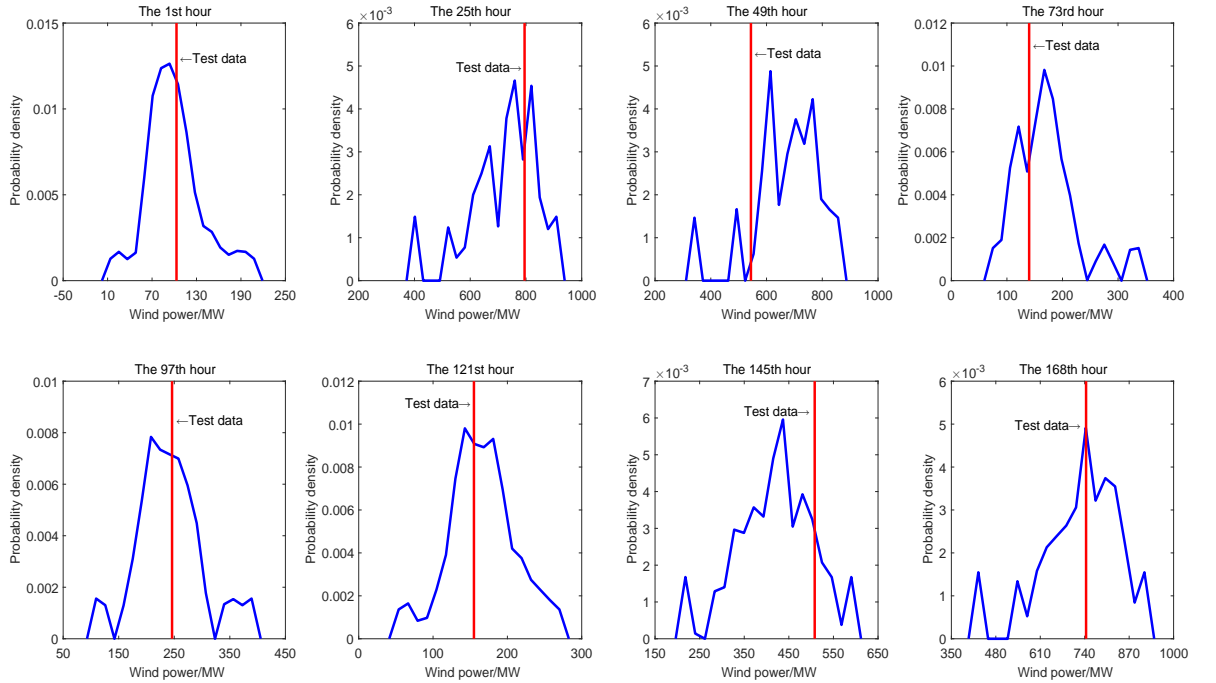 The 1st hour
0.015
0.01
0.005
0
Probability density
←Test data
-50 10 70 130 190 250
Wind power/MW
The 25th hour
×10⁻³
6
5
4
3
2
1
0
Probability density
Test data→
200 400 600 800 1000
Wind power/MW
The 49th hour
×10⁻³
6
5
4
3
2
1
0
Probability density
←Test data
200 400 600 800 1000
Wind power/MW
The 73rd hour
0.012
0.01
0.008
0.006
0.004
0.002
0
Probability density
←Test data
0 100 200 300 400
Wind power/MW
The 97th hour
0.01
0.008
0.006
0.004
0.002
0
Probability density
←Test data
50 150 250 350 450
Wind power/MW
The 121st hour
0.012
0.01
0.008
0.006
0.004
0.002
0
Probability density
Test data→
0 100 200 300
Wind power/MW
The 145th hour
×10⁻³
7
6
5
4
3
2
1
0
Probability density
Test data→
150 250 350 450 550 650
Wind power/MW
The 168th hour
×10⁻³
6
5
4
3
2
1
0
Probability density
Test data→
350 480 610 740 870 1000
Wind power/MW